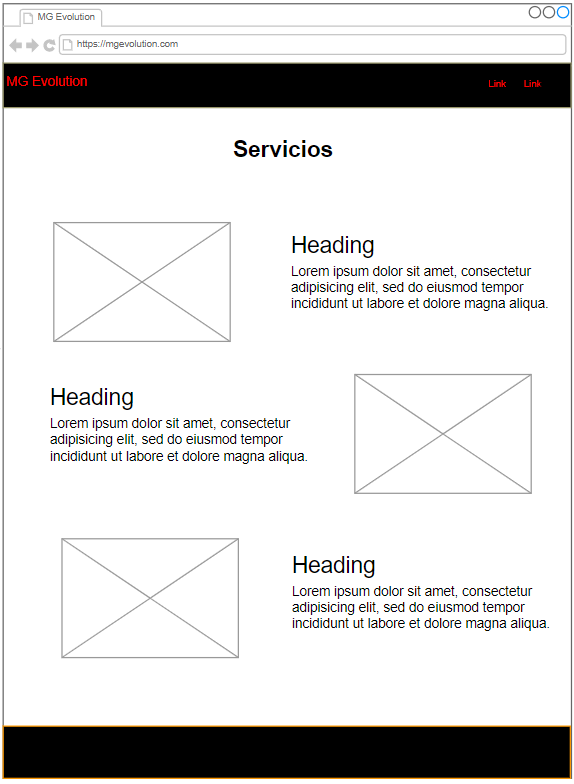 MG Evolution
https://mgevolution.com
MG Evolution
Link Link
Servicios
Heading
Lorem ipsum dolor sit amet, consectetur
adipisicing elit, sed do eiusmod tempor
incididunt ut labore et dolore magna aliqua.
Heading
Lorem ipsum dolor sit amet, consectetur
adipisicing elit, sed do eiusmod tempor
incididunt ut labore et dolore magna aliqua.
Heading
Lorem ipsum dolor sit amet, consectetur
adipisicing elit, sed do eiusmod tempor
incididunt ut labore et dolore magna aliqua.